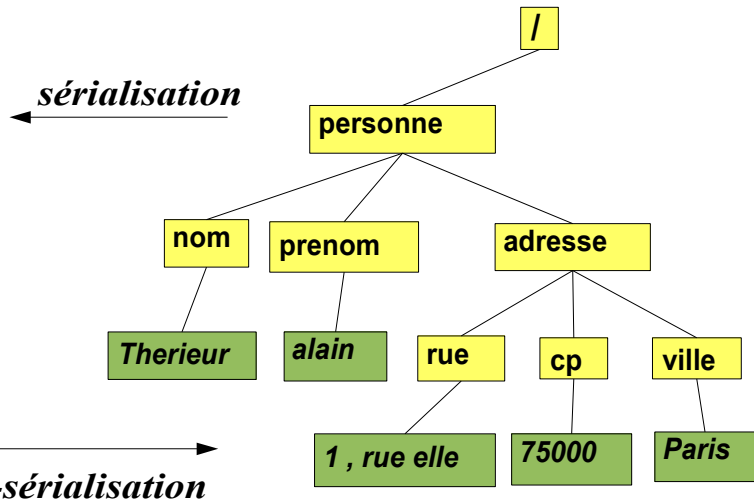 /
sérialisation
personne
nom
prenom
adresse
Therieur
alain
rue
cp
ville
1 , rue elle
75000
Paris
-sérialisation